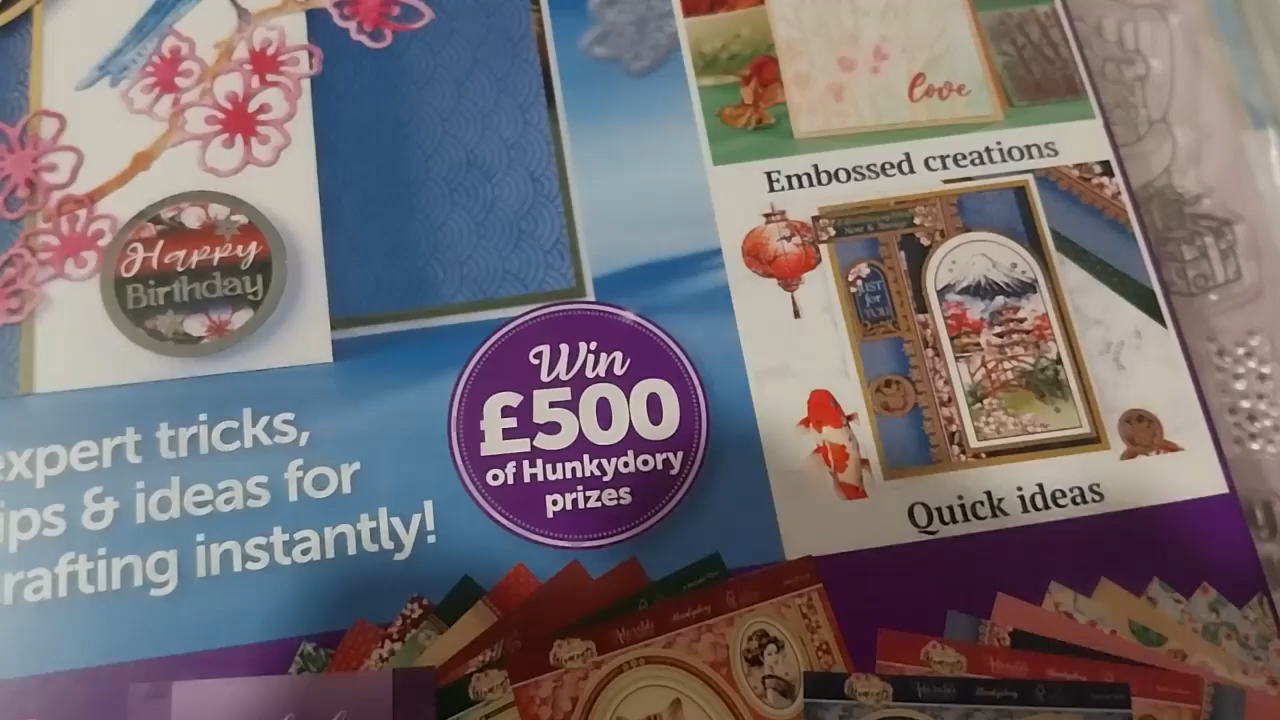 love
Embossed creations
Happy
Birthday
JUST
for
YOU
Win
£500
of Hunkydory
prizes
expert tricks,
ips & ideas for
rafting instantly!
Quick ideas
Hunkydory